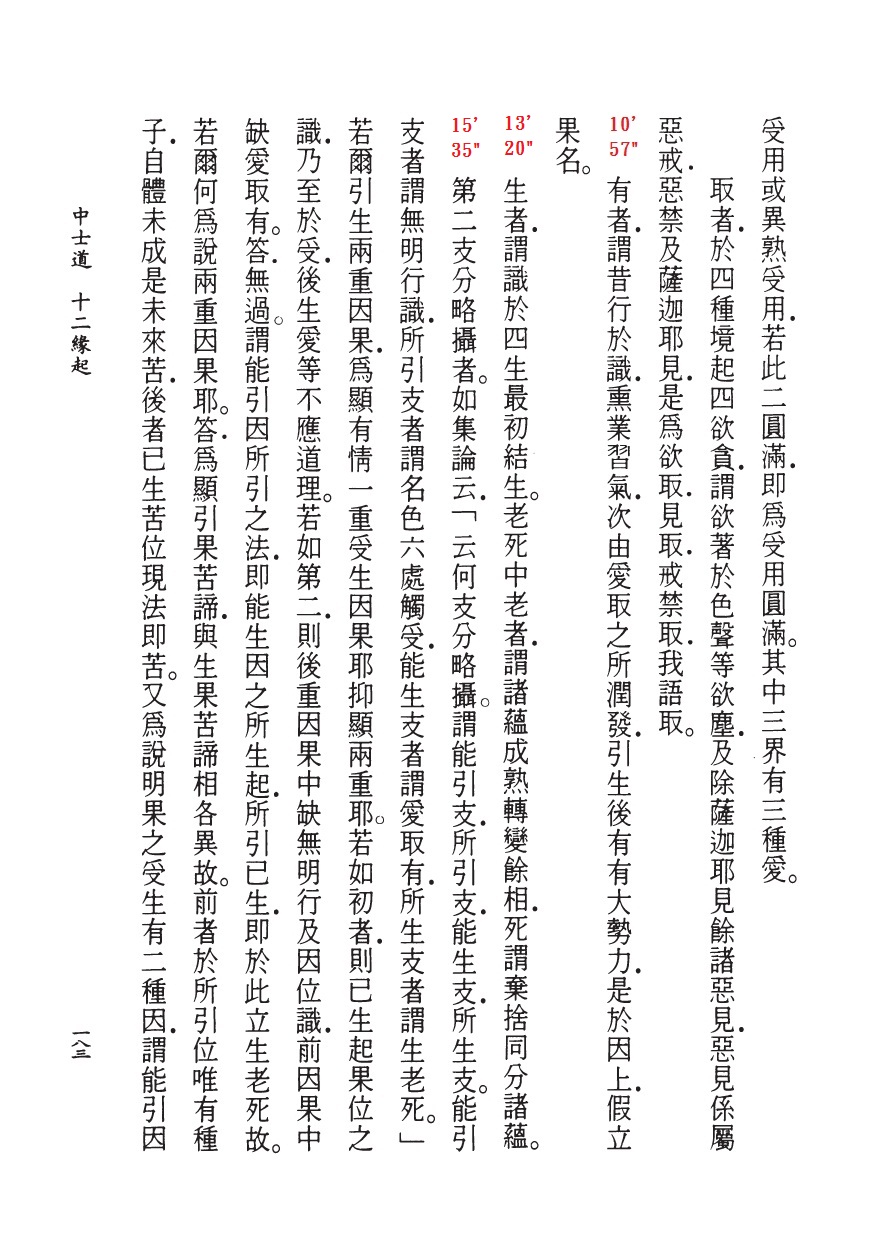 受用或異熟受用．若此二圓滿．即為受用圓滿。其中三界有三種愛。
取者．於四種境起四欲貪．謂欲著於色聲等欲塵．及除薩迦耶見餘諸惡見．惡見係屬
惡戒．惡禁及薩迦耶見．是為欲取．見取．戒禁取．我語取。
10’57" 有者．謂昔行於識．熏業習氣．次由愛取之所潤發．引生後有有大勢力．是於因上．假立
果名。
13’20" 生者．謂識於四生最初結生。老死中老者．謂諸蘊成熟轉變餘相．死謂棄捨同分諸蘊。
15’35" 第二支分略攝者。如集論云．「云何支分略攝。謂能引支．所引支．能生支．所生支。能引
支者謂無明行識．所引支者謂名色六處觸受．能生支者謂愛取有．所生支者謂生老死。」
若爾引生兩重因果．為顯有情一重受生因果耶抑顯兩重耶。若如初者．則已生起果位之
識．乃至於受．後生愛等不應道理。若如第二．則後重因果中缺無明行及因位識．前因果中
缺愛取有。答．無過。謂能引因所引之法．即能生因之所生起．所引已生．即於此立生老死故。
若爾何為說兩重因果耶。答．為顯引果苦諦．與生果苦諦相各異故。前者於所引位唯有種
子．自體未成是未來苦．後者已生苦位現法即苦。又為說明果之受生有二種因．謂能引因
中士道　十二緣起
一八三